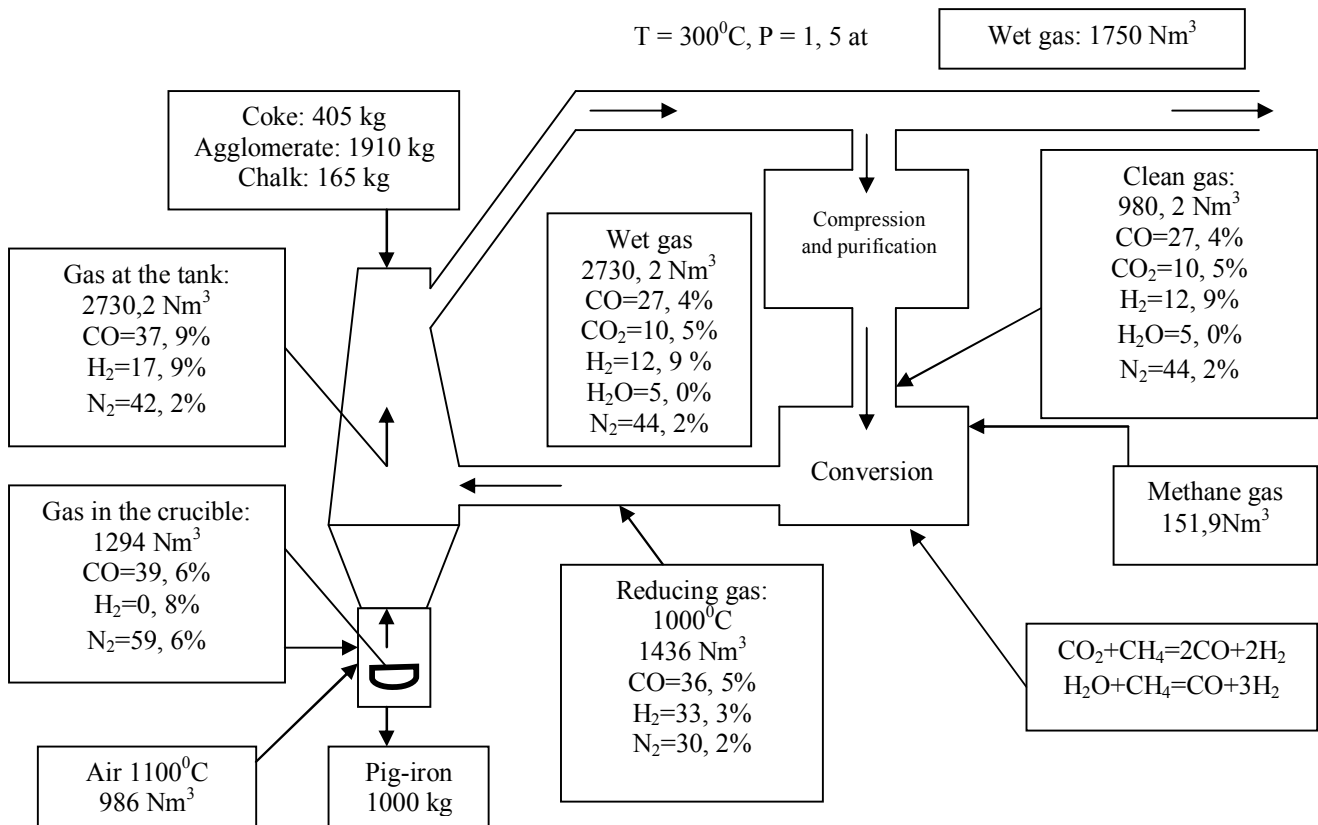 T = 300⁰C, P = 1, 5 at
Wet gas: 1750 Nm³
Coke: 405 kg
Agglomerate: 1910 kg
Chalk: 165 kg
Gas at the tank:
2730,2 Nm³
CO=37, 9%
H₂=17, 9%
N₂=42, 2%
Wet gas
2730, 2 Nm³
CO=27, 4%
CO₂=10, 5%
H₂=12, 9 %
H₂O=5, 0%
N₂=44, 2%
Compression
and purification
Clean gas:
980, 2 Nm³
CO=27, 4%
CO₂=10, 5%
H₂=12, 9%
H₂O=5, 0%
N₂=44, 2%
Gas in the crucible:
1294 Nm³
CO=39, 6%
H₂=0, 8%
N₂=59, 6%
Conversion
Methane gas
151,9Nm³
Reducing gas:
1000⁰C
1436 Nm³
CO=36, 5%
H₂=33, 3%
N₂=30, 2%
CO₂+CH₄=2CO+2H₂
H₂O+CH₄=CO+3H₂
D
Air 1100⁰C
986 Nm³
Pig-iron
1000 kg